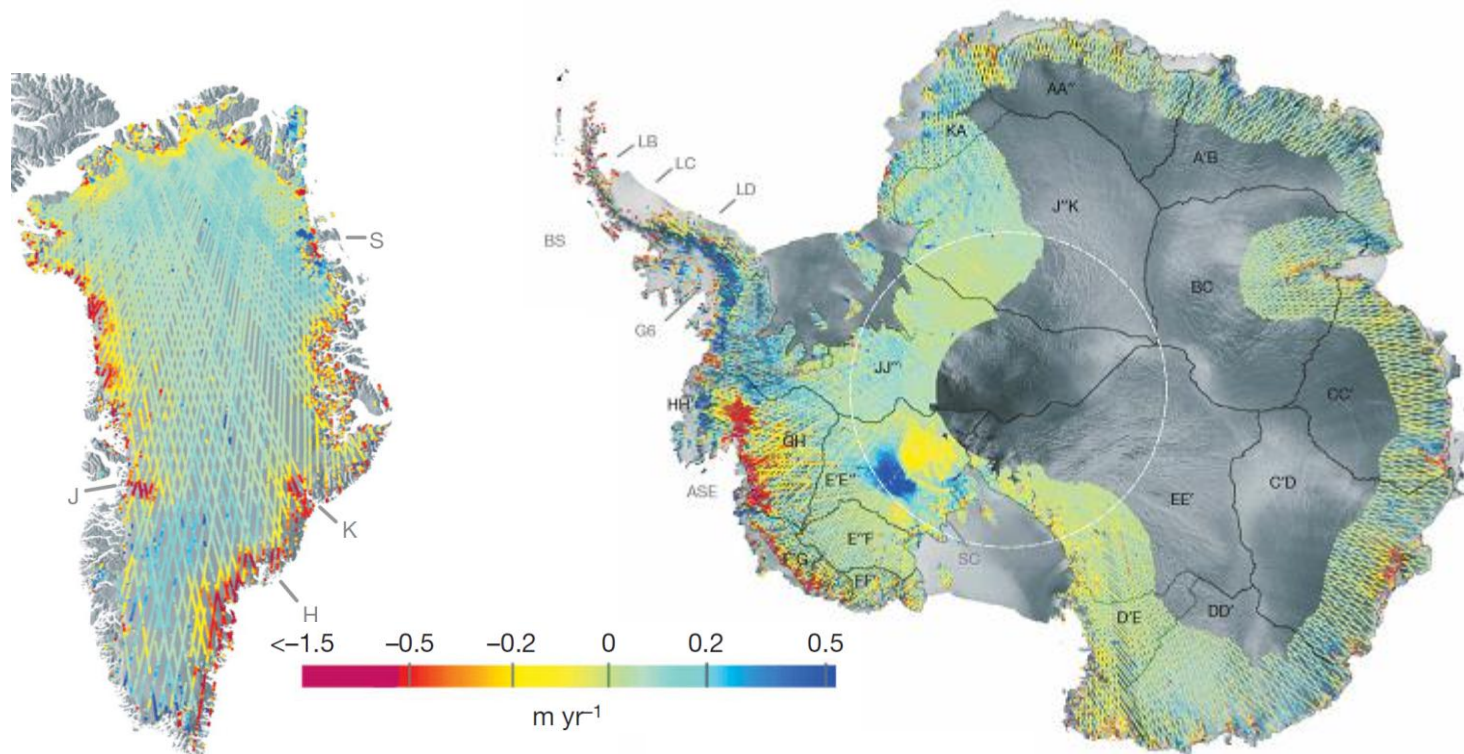 S
J
K
H
<–1.5 –0.5 –0.2 0 0.2 0.5
m yr⁻¹
LB
LC
LD
BS
G6
HH'
ASE
SC
KA
AA"
A'B
J"K
BC
JJ"
CC'
GH
E'E"
EE'
C'D
E"F
FF'
D'E
DD'